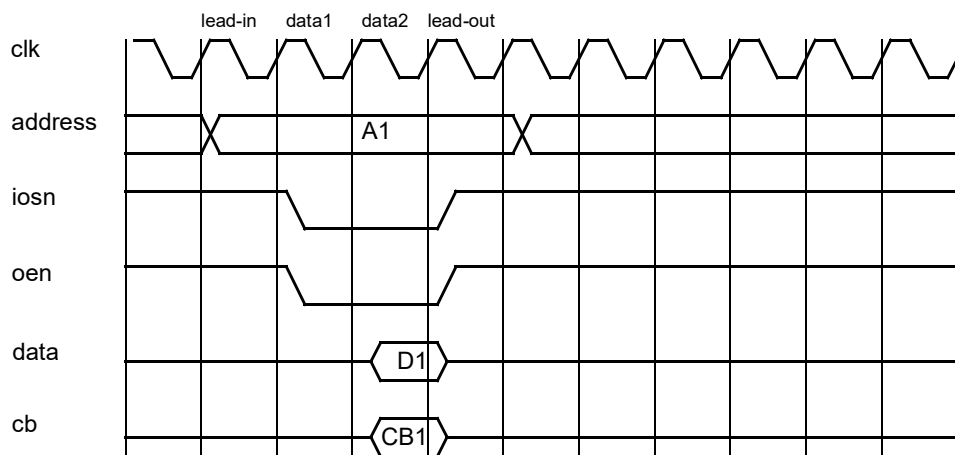 lead-in data1 data2 lead-out
clk
address A1
iosn
oen
data D1
cb CB1